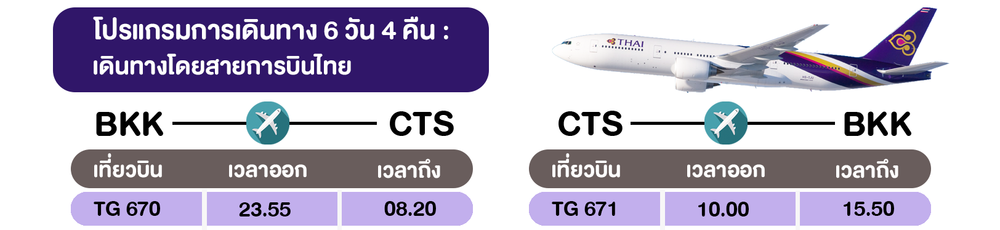 โปรแกรมการเดินทาง 6 วัน 4 คืน :
เดินทางโดยสายการบินไทย
THAI
BKK CTS
เที่ยวบิน เวลาออก เวลาถึง
TG 670 23.55 08.20
CTS BKK
เที่ยวบิน เวลาออก เวลาถึง
TG 671 10.00 15.50